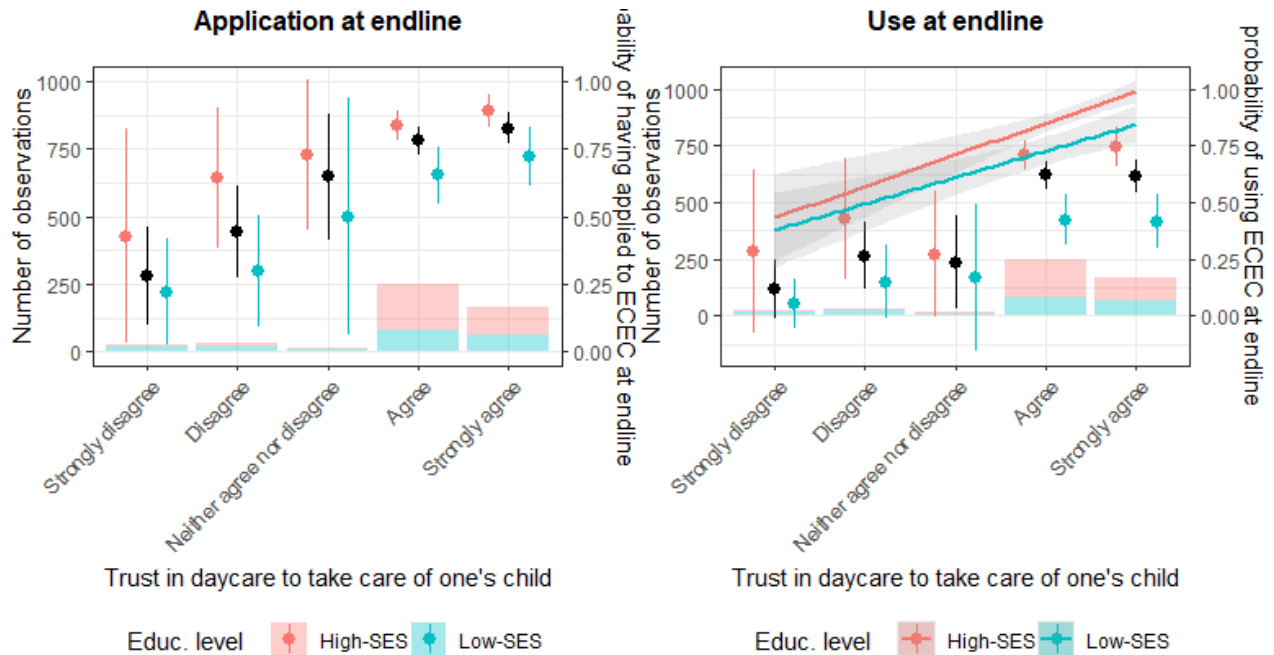 Application at endline
Number of observations
1000
750
500
250
0
1.00
0.75
0.50
0.25
0.00
ability of having applied to ECEC at endline
Strongly disagree
Disagree
Neither agree nor disagree
Agree
Strongly agree
Trust in daycare to take care of one's child
Educ. level High-SES Low-SES
Use at endline
Number of observations
1000
750
500
250
0
1.00
0.75
0.50
0.25
0.00
probability of using ECEC at endline
Strongly disagree
Disagree
Neither agree nor disagree
Agree
Strongly agree
Trust in daycare to take care of one's child
Educ. level High-SES Low-SES